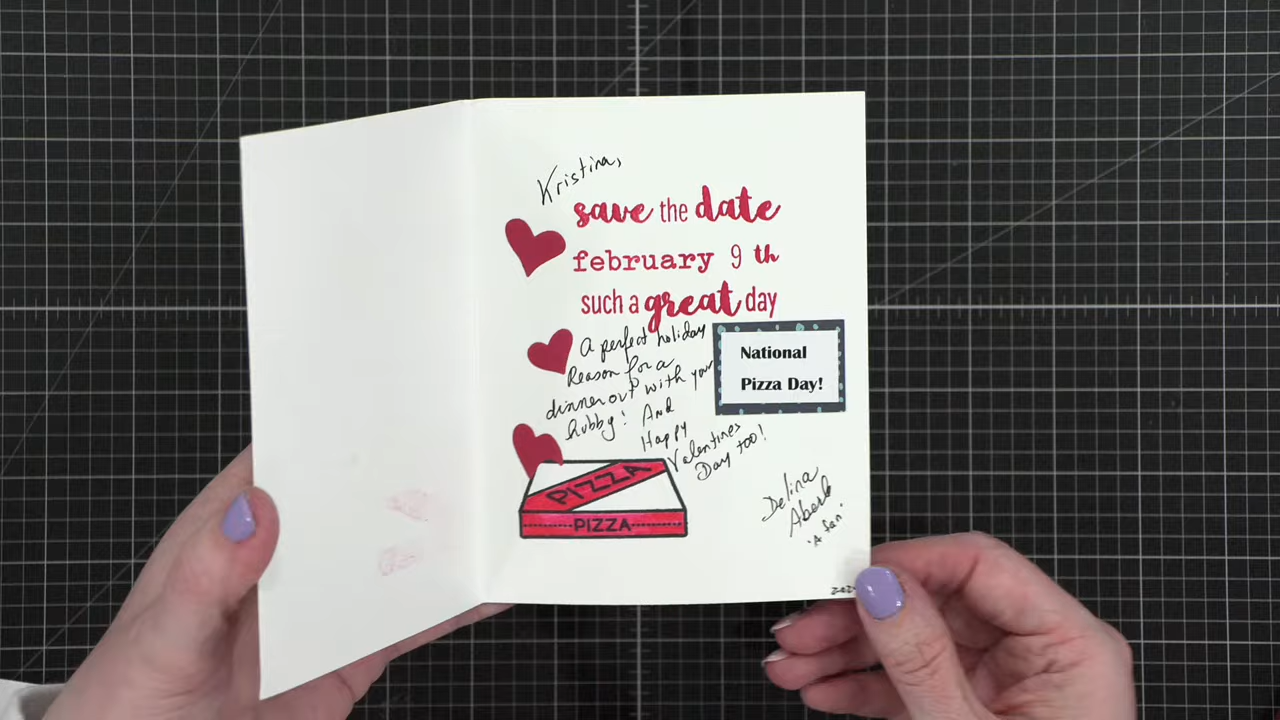 Kristina,
save the date
february 9 th
such a great day
A perfect holiday
Reason for a
dinner out with your
hubby! And
Happy
Valentines
Day too!
National
Pizza Day!
PIZZA
PIZZA
Delina
"A fan"